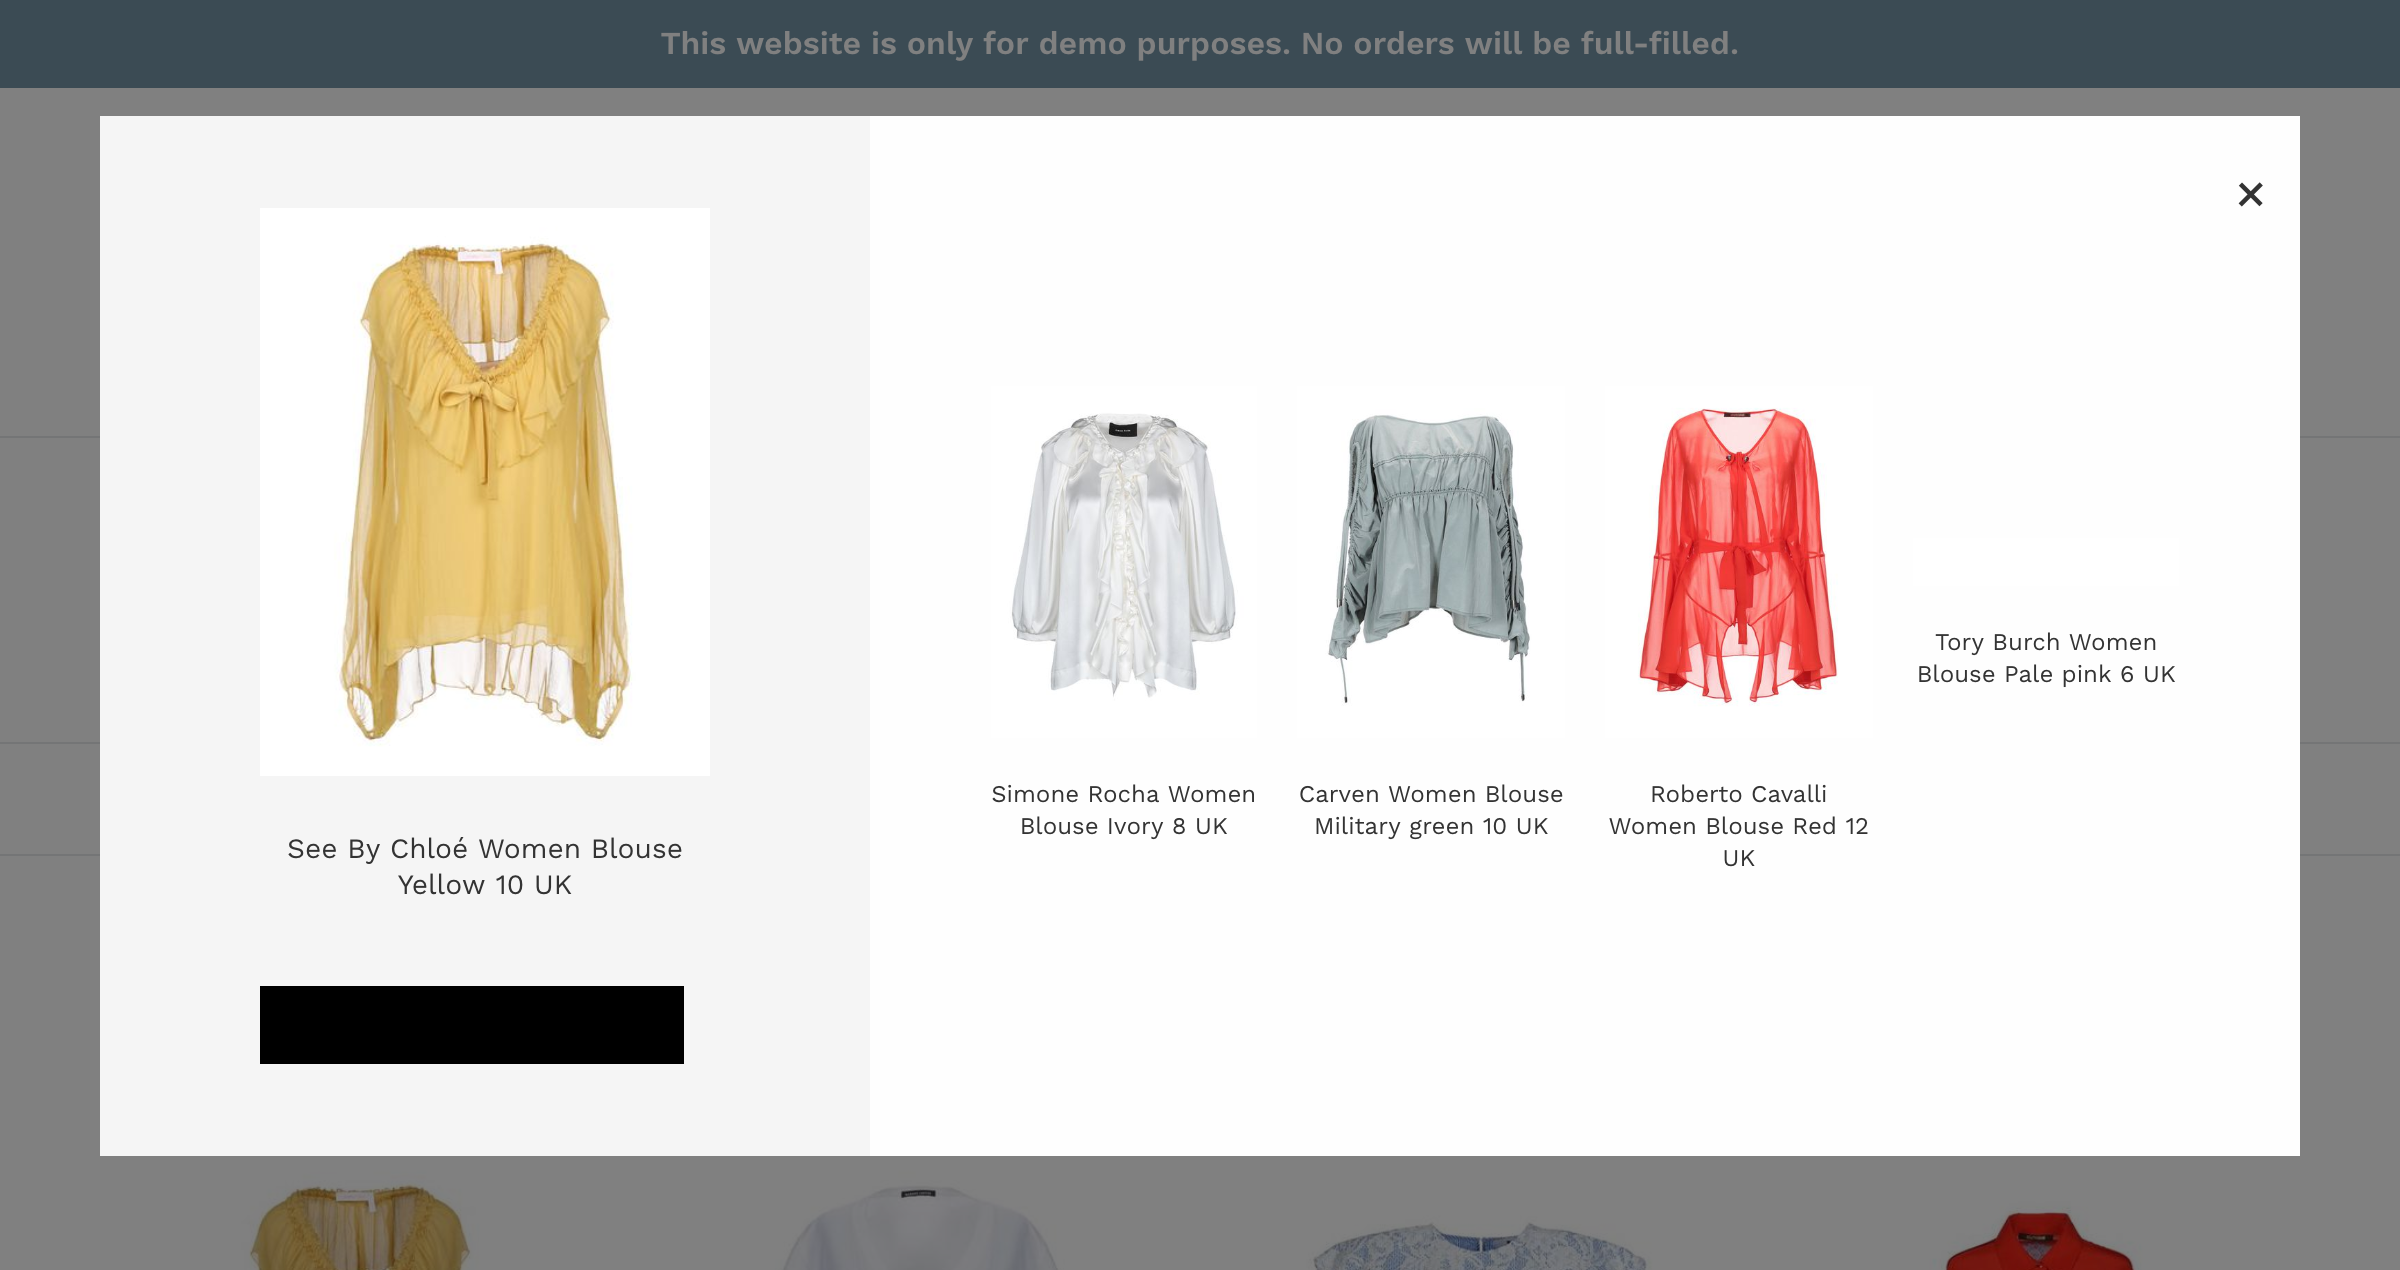 This website is only for demo purposes. No orders will be full-filled.
See By Chloé Women Blouse
Yellow 10 UK
Simone Rocha Women
Blouse Ivory 8 UK
Carven Women Blouse
Military green 10 UK
Roberto Cavalli
Women Blouse Red 12
UK
Tory Burch Women
Blouse Pale pink 6 UK